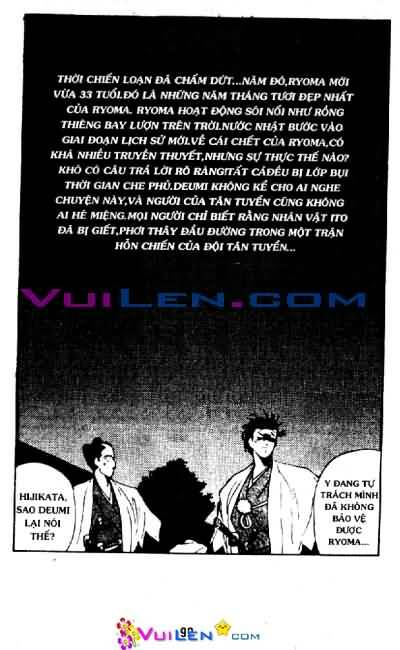 THỜI CHIẾN LOẠN ĐÃ CHẤM DỨT...NĂM ĐÓ,RYOMA MỚI
VỪA 33 TUỔI.ĐÓ LÀ NHỮNG NĂM THÁNG TƯƠI ĐẸP NHẤT
CỦA RYOMA. RYOMA HOẠT ĐỘNG SÔI NỔI NHƯ RỒNG
THIÊNG BAY LƯỢN TRÊN TRỜI.NƯỚC NHẬT BƯỚC VÀO
GIAI ĐOẠN LỊCH SỬ MỚI.VỀ CÁI CHẾT CỦA RYOMA,CÓ
KHÁ NHIỀU TRUYỀN THUYẾT,NHƯNG SỰ THỰC THẾ NÀO?
KHÔ CÓ CÂU TRẢ LỜI RÕ RÀNG!TẤT CẢĐỀU BỊ LỚP BỤI
THỜI GIAN CHE PHỦ.DEUMI KHÔNG KỂ CHO AI NGHE
CHUYỆN NÀY,VÀ NGƯỜI CỦA TÂN TUYỂN CŨNG KHÔNG
AI HÉ MIỆNG.MỌI NGƯỜI CHỈ BIẾT RẰNG NHÂN VẬT ITO
ĐÃ BỊ GIẾT,PHƠI THÂY ĐẦU ĐƯỜNG TRONG MỘT TRẬN
HỖN CHIẾN CỦA ĐỘI TÂN TUYỂN...
VUILEN.COM
HIJIKATA,
SAO DEUMI
LẠI NÓI
THẾ?
Y ĐANG TỰ
TRÁCH MÌNH
ĐÃ KHÔNG
BẢO VỆ
ĐƯỢC
RYOMA...
VUILEN.COM